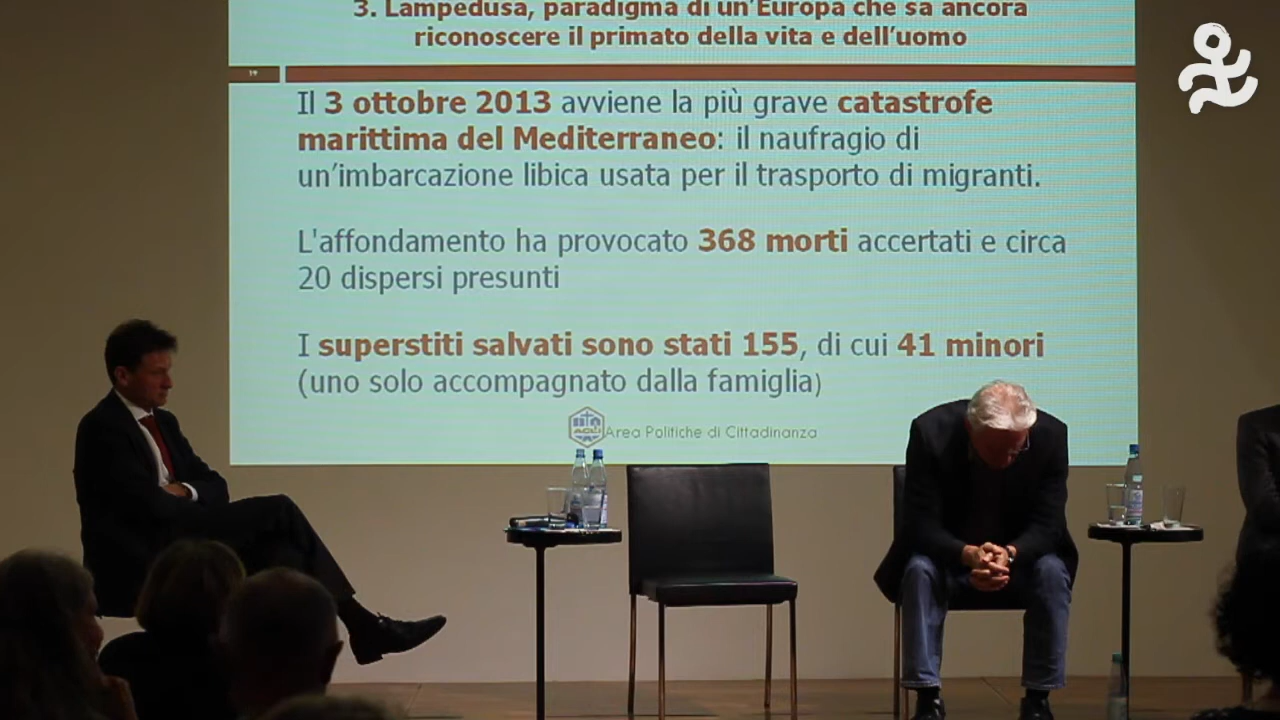 3. Lampedusa, paradigma di un'Europa che sa ancora
riconoscere il primato della vita e dell'uomo
Il 3 ottobre 2013 avviene la più grave catastrofe
marittima del Mediterraneo: il naufragio di
un'imbarcazione libica usata per il trasporto di migranti.
L'affondamento ha provocato 368 morti accertati e circa
20 dispersi presunti
I superstiti salvati sono stati 155, di cui 41 minori
(uno solo accompagnato dalla famiglia)
ACLI Area Politiche di Cittadinanza